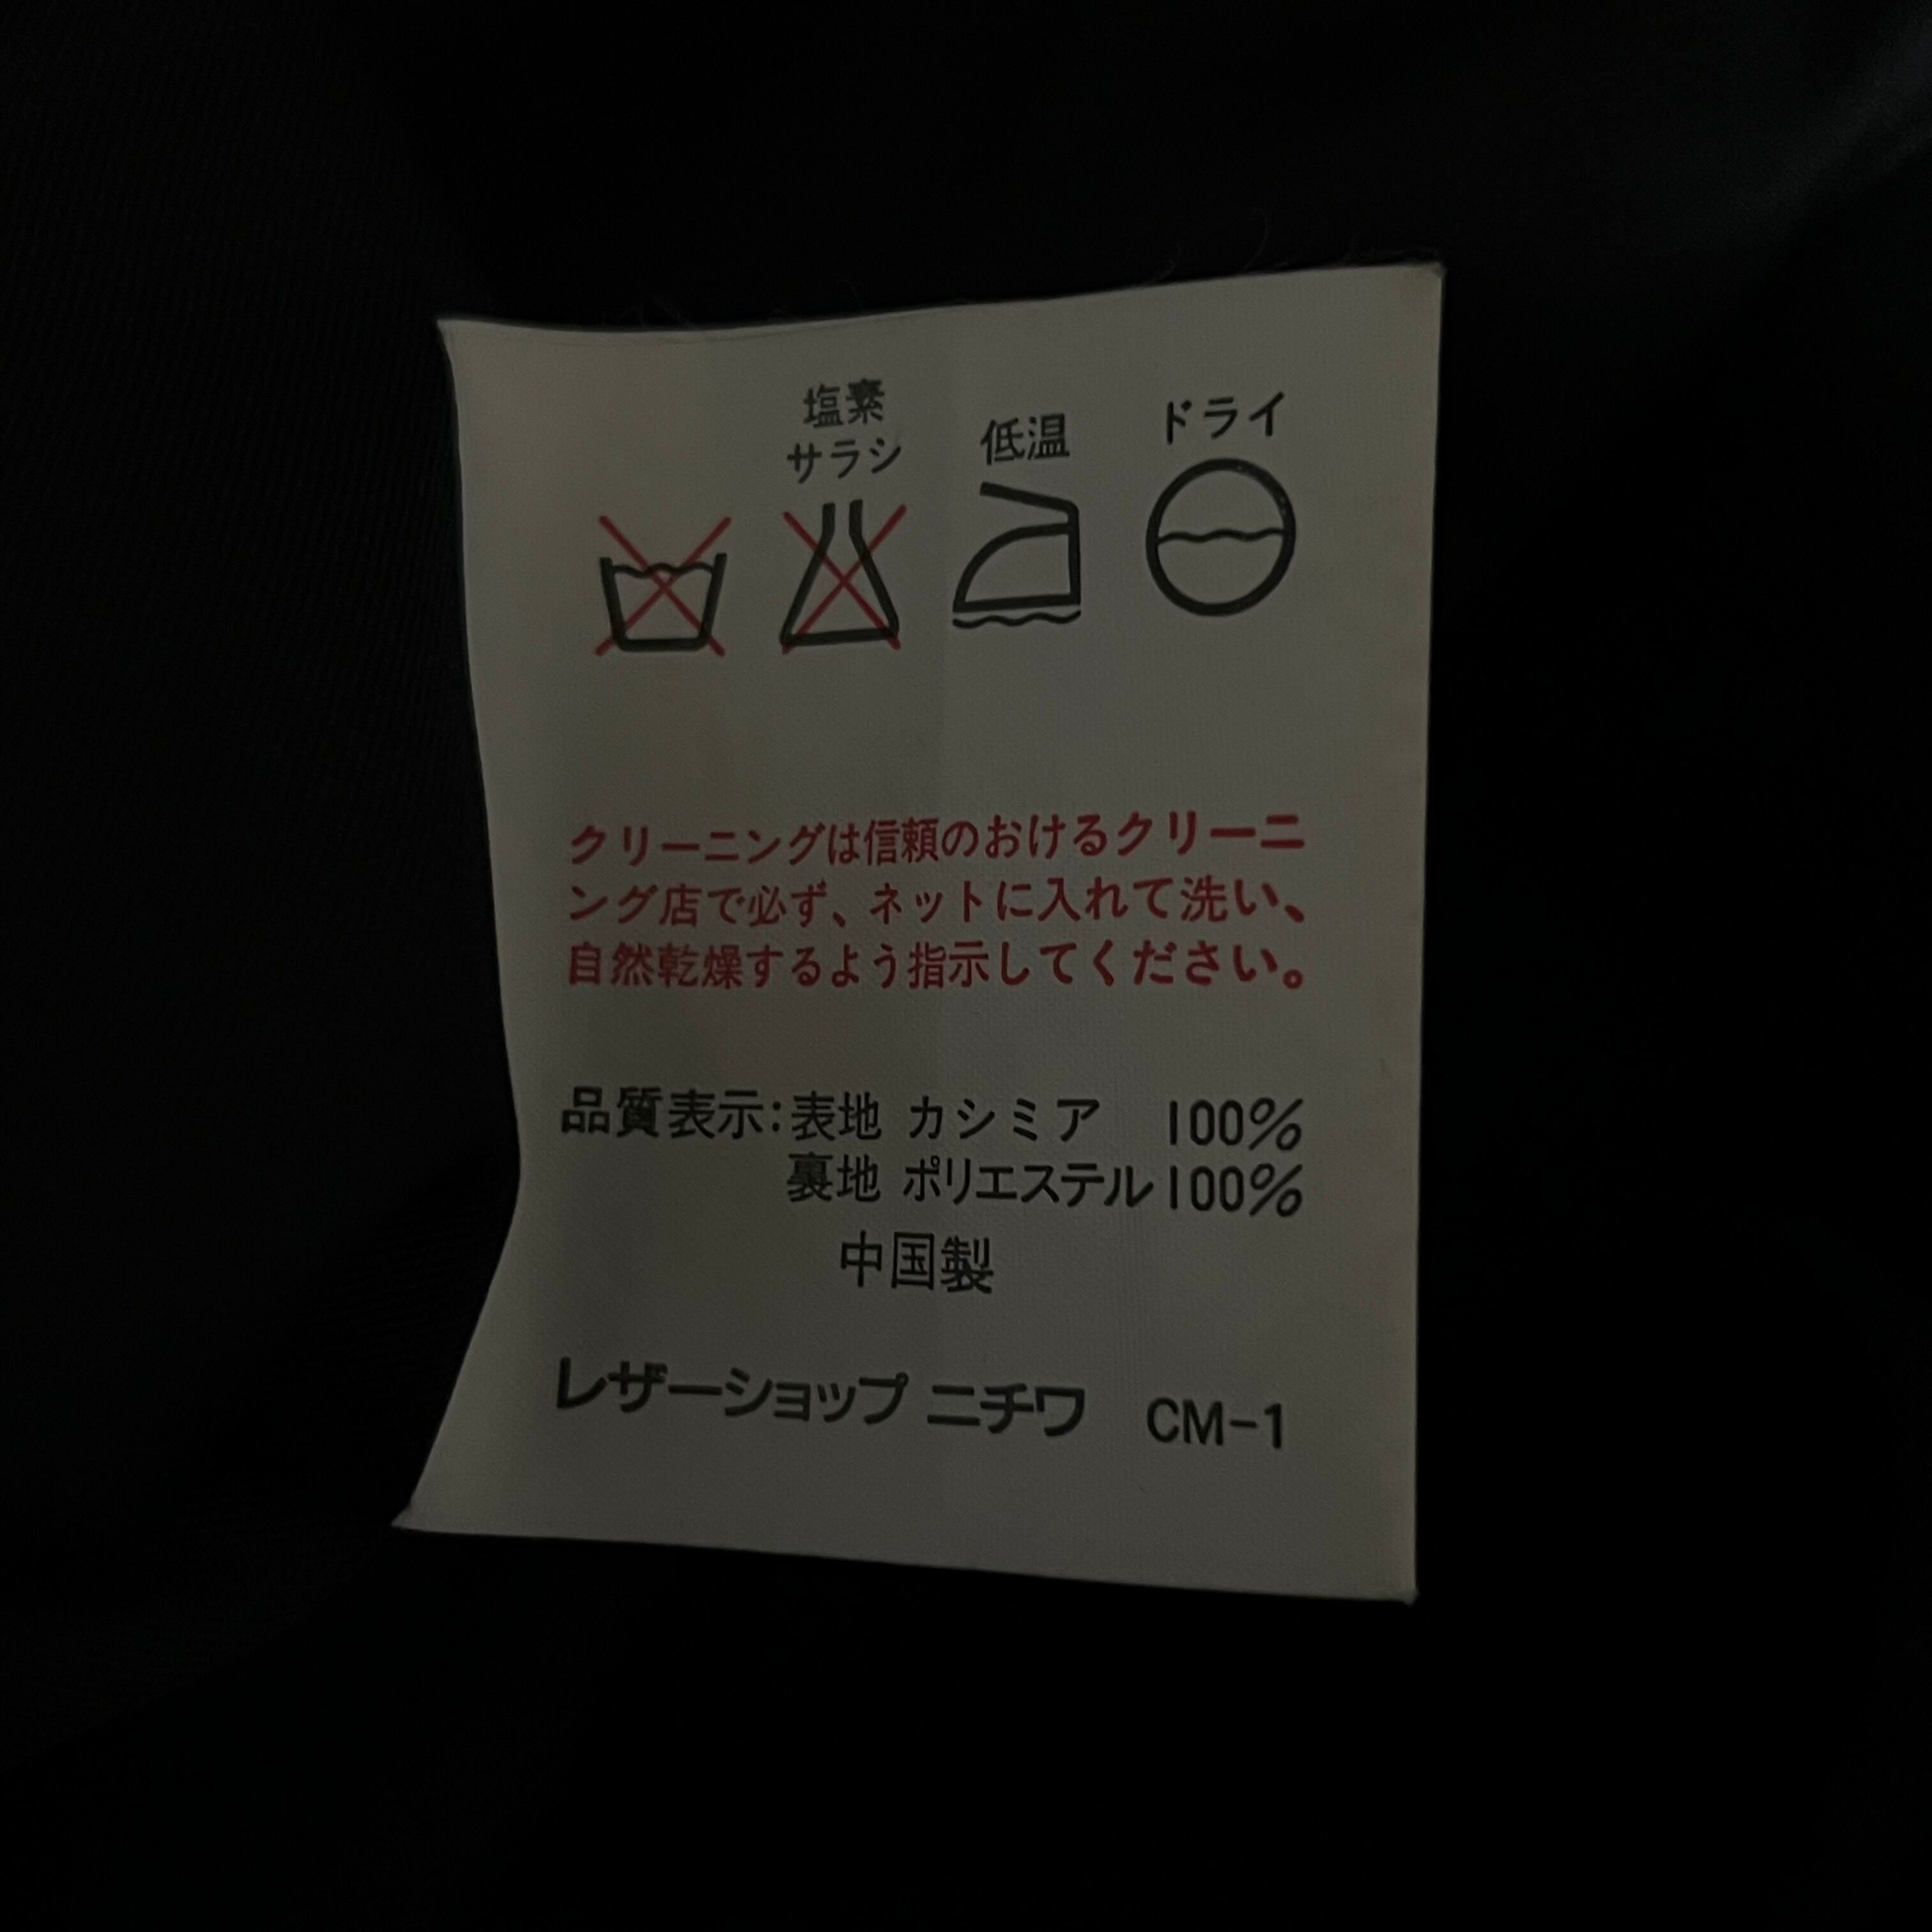 塩素
サラシ
低温
ドライ
クリーニングは信頼のおけるクリーニ
ング店で必ず、ネットに入れて洗い、
自然乾燥するよう指示してください。
品質表示:表地 カシミア 100%
裏地 ポリエステル100%
中国製
レザーショップ ニチワ CM-1